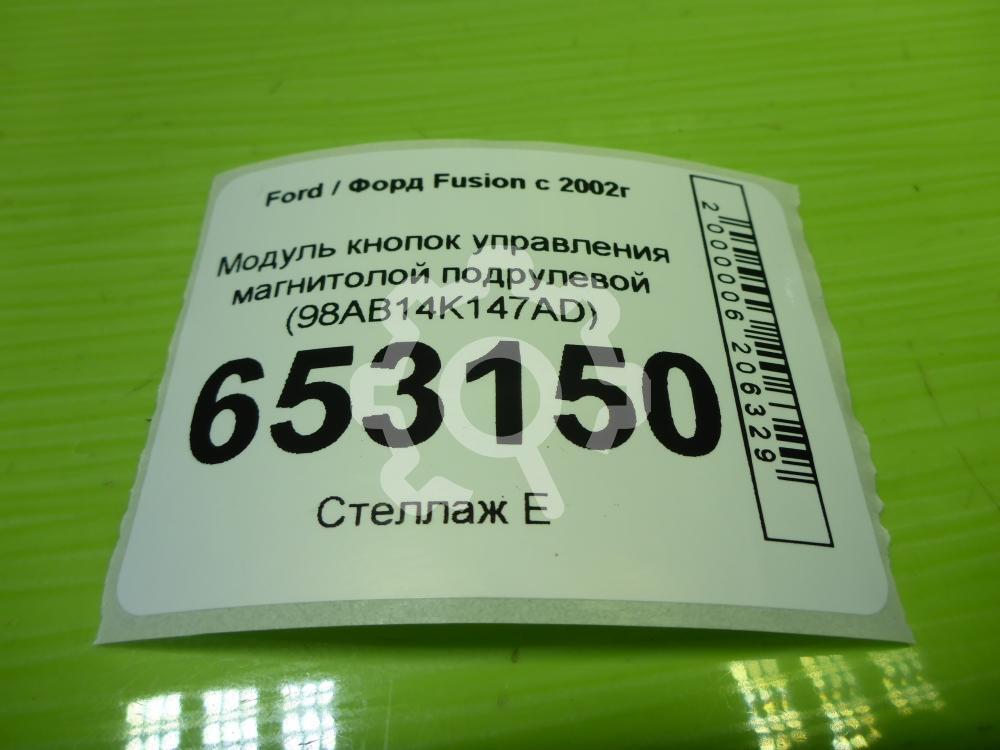 Ford / Форд Fusion с 2002г
Модуль кнопок управления
магнитолой подрулевой
(98AB14K147AD)
653150
Стеллаж Е
2000006206329